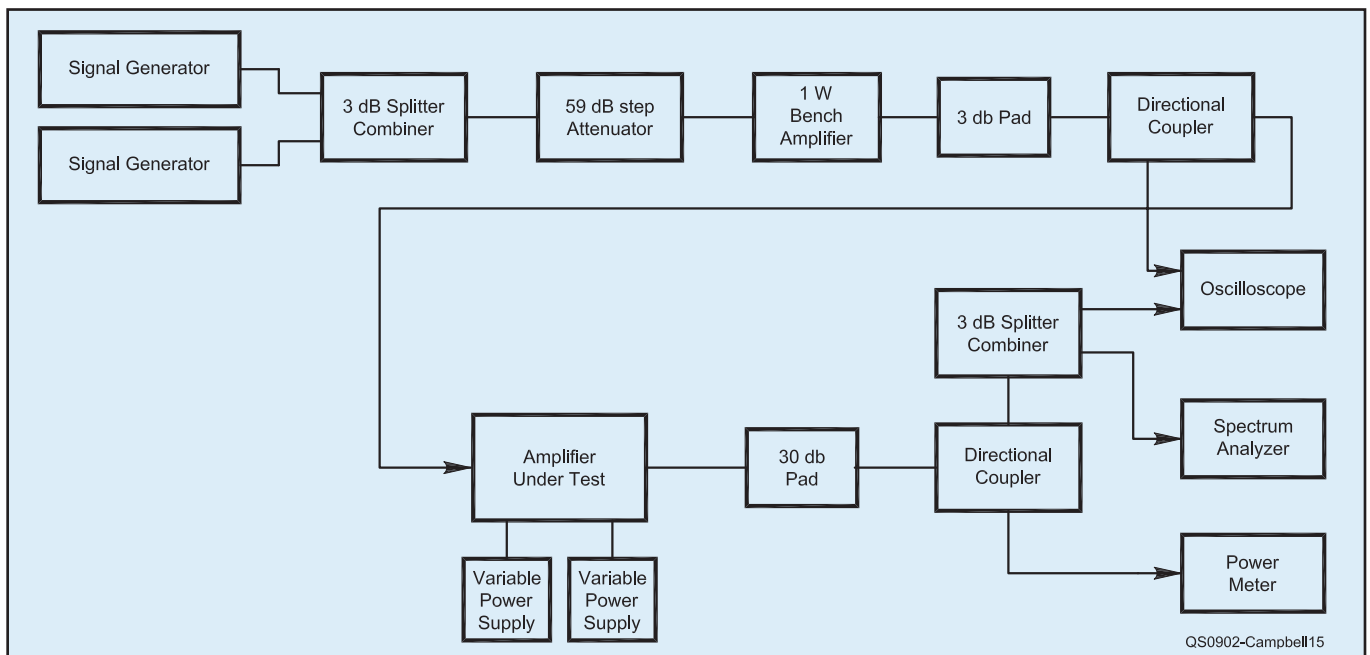 Signal Generator
Signal Generator
3 dB Splitter
Combiner
59 dB step
Attenuator
1 W
Bench
Amplifier
3 db Pad
Directional
Coupler
Oscilloscope
3 dB Splitter
Combiner
Spectrum
Analyzer
Amplifier
Under Test
30 db
Pad
Directional
Coupler
Variable
Power
Supply
Variable
Power
Supply
Power
Meter
QS0902-Campbell15